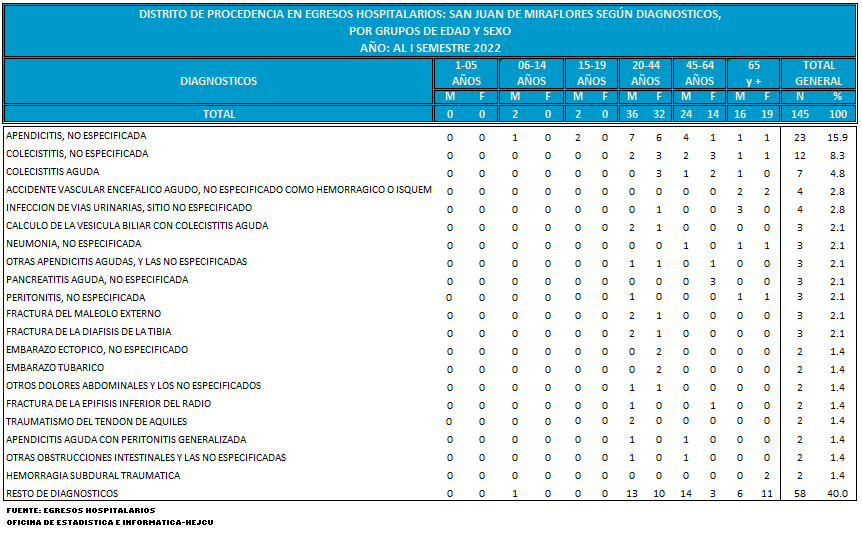 DISTRITO DE PROCEDENCIA EN EGRESOS HOSPITALARIOS: SAN JUAN DE MIRAFLORES SEGÚN DIAGNOSTICOS,
POR GRUPOS DE EDAD Y SEXO
AÑO: AL I SEMESTRE 2022
DIAGNOSTICOS 1-05 AÑOS 06-14 AÑOS 15-19 AÑOS 20-44 AÑOS 45-64 AÑOS 65 y + TOTAL GENERAL
M F M F M F M F M F M F N %
TOTAL 0 0 2 0 2 0 36 32 24 14 16 19 145 100
APENDICITIS, NO ESPECIFICADA 0 0 1 0 2 0 7 6 4 1 1 1 23 15.9
COLECISTITIS, NO ESPECIFICADA 0 0 0 0 0 0 2 3 2 3 1 1 12 8.3
COLECISTITIS AGUDA 0 0 0 0 0 0 0 3 1 2 1 0 7 4.8
ACCIDENTE VASCULAR ENCEFALICO AGUDO, NO ESPECIFICADO COMO HEMORRAGICO O ISQUEM 0 0 0 0 0 0 0 0 0 0 2 2 4 2.8
INFECCION DE VIAS URINARIAS, SITIO NO ESPECIFICADO 0 0 0 0 0 0 0 1 0 0 3 0 4 2.8
CALCULO DE LA VESICULA BILIAR CON COLECISTITIS AGUDA 0 0 0 0 0 0 2 1 0 0 0 0 3 2.1
NEUMONIA, NO ESPECIFICADA 0 0 0 0 0 0 0 0 1 0 1 1 3 2.1
OTRAS APENDICITIS AGUDAS, Y LAS NO ESPECIFICADAS 0 0 0 0 0 0 1 1 0 1 0 0 3 2.1
PANCREATITIS AGUDA, NO ESPECIFICADA 0 0 0 0 0 0 0 0 0 3 0 0 3 2.1
PERITONITIS, NO ESPECIFICADA 0 0 0 0 0 0 1 0 0 0 1 1 3 2.1
FRACTURA DEL MALEOLO EXTERNO 0 0 0 0 0 0 2 1 0 0 0 0 3 2.1
FRACTURA DE LA DIAFISIS DE LA TIBIA 0 0 0 0 0 0 2 1 0 0 0 0 3 2.1
EMBARAZO ECTOPICO, NO ESPECIFICADO 0 0 0 0 0 0 0 2 0 0 0 0 2 1.4
EMBARAZO TUBARICO 0 0 0 0 0 0 0 2 0 0 0 0 2 1.4
OTROS DOLORES ABDOMINALES Y LOS NO ESPECIFICADOS 0 0 0 0 0 0 1 1 0 0 0 0 2 1.4
FRACTURA DE LA EPIFISIS INFERIOR DEL RADIO 0 0 0 0 0 0 1 0 0 1 0 0 2 1.4
TRAUMATISMO DEL TENDON DE AQUILES 0 0 0 0 0 0 2 0 0 0 0 0 2 1.4
APENDICITIS AGUDA CON PERITONITIS GENERALIZADA 0 0 0 0 0 0 1 0 1 0 0 0 2 1.4
OTRAS OBSTRUCCIONES INTESTINALES Y LAS NO ESPECIFICADAS 0 0 0 0 0 0 1 0 1 0 0 0 2 1.4
HEMORRAGIA SUBDURAL TRAUMATICA 0 0 0 0 0 0 0 0 0 0 0 2 2 1.4
RESTO DE DIAGNOSTICOS 0 0 1 0 0 0 13 10 14 3 6 11 58 40.0
FUENTE: EGRESOS HOSPITALARIOS
OFICINA DE ESTADISTICA E INFORMATICA-HEJCU